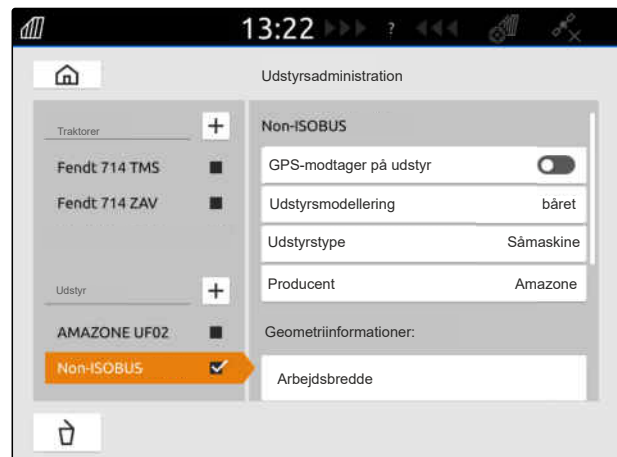 13:22
?
Udstyrsadministration
Traktorer
+
Fendt 714 TMS
Fendt 714 ZAV
Udstyr
+
AMAZONE UF02
Non-ISOBUS
Non-ISOBUS
GPS-modtager på udstyr
Udstyrsmodellering båret
Udstyrstype Såmaskine
Producent Amazone
Geometriinformationer:
Arbejdsbredde